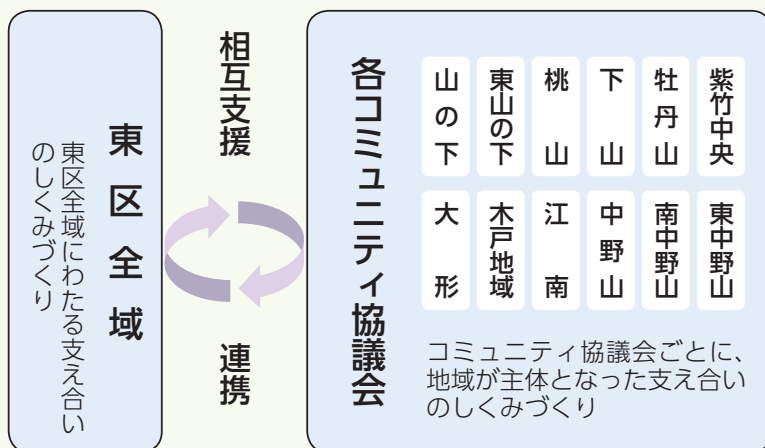 東区全域
東区全域にわたる支え合い
のしくみづくり
相互支援
連携
各コミュニティ協議会
山の下
東山の下
桃山
下山
牡丹山
紫竹中央
大形
木戸地域
江南
中野山
南中野山
東中野山
コミュニティ協議会ごとに、
地域が主体となった支え合い
のしくみづくり